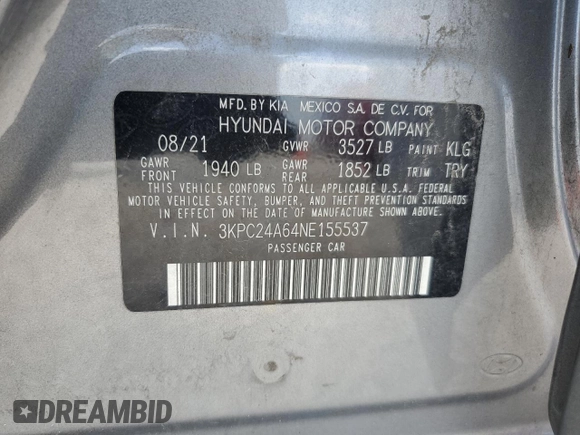 MFD. BY KIA MEXICO S.A. DE C.V. FOR
HYUNDAI MOTOR COMPANY
08/21 GVWR 3527 LB PAINT KLG
GAWR FRONT 1940 LB GAWR REAR 1852 LB TRIM TRY
THIS VEHICLE CONFORMS TO ALL APPLICABLE U.S.A. FEDERAL
MOTOR VEHICLE SAFETY, BUMPER, AND THEFT PREVENTION STANDARDS
IN EFFECT ON THE DATE OF MANUFACTURE SHOWN ABOVE.
V.I.N. 3KPC24A64NE155537
PASSENGER CAR
DREAMBID